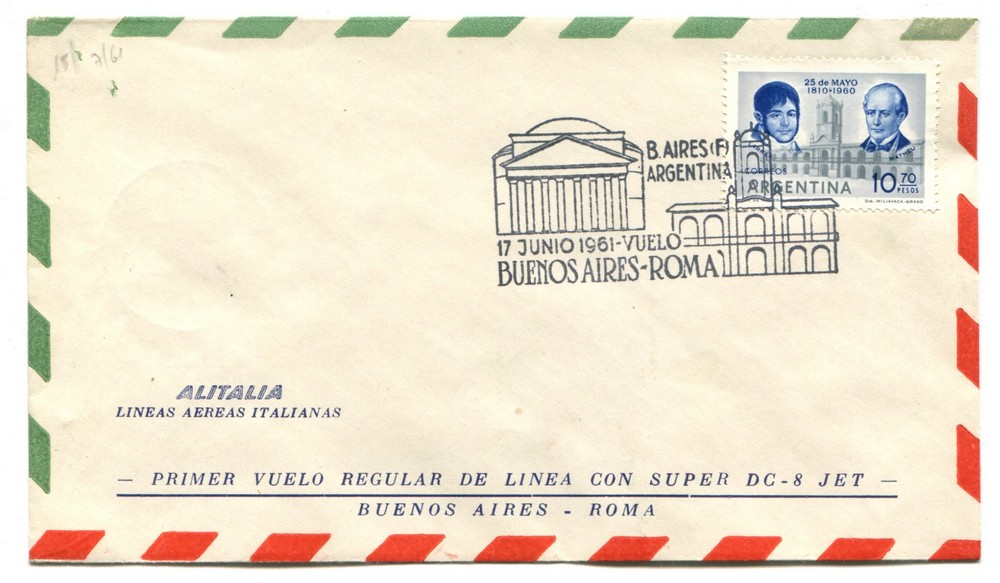 25 de MAYO
1810-1960
MATHEU
CORREOS
ARGENTINA
10 70
PESOS
B. AIRES (F)
ARGENTINA
17 JUNIO 1961-VUELO
BUENOS AIRES-ROMA
ALITALIA
LINEAS AEREAS ITALIANAS
— PRIMER VUELO REGULAR DE LINEA CON SUPER DC-8 JET —
BUENOS AIRES - ROMA